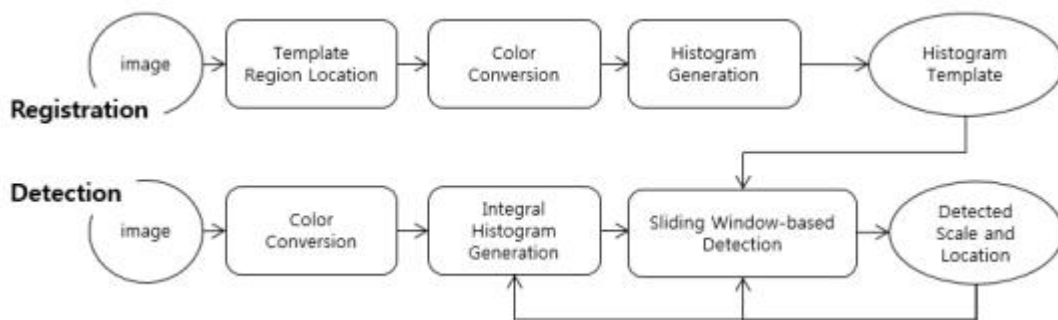 image
Template
Region Location
Color
Conversion
Histogram
Generation
Histogram
Template
Registration
Detection
image
Color
Conversion
Integral
Histogram
Generation
Sliding Window-based
Detection
Detected
Scale and
Location